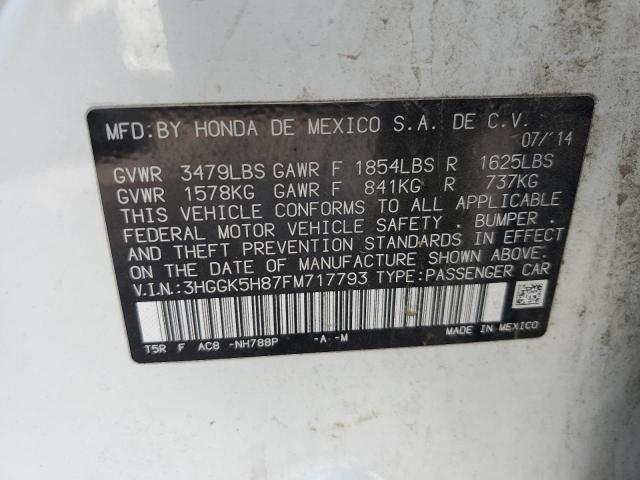 MFD. BY HONDA DE MEXICO S.A. DE C.V.
07/'14
GVWR 3479LBS GAWR F 1854LBS R 1625LBS
GVWR 1578KG GAWR F 841KG R 737KG
THIS VEHICLE CONFORMS TO ALL APPLICABLE
FEDERAL MOTOR VEHICLE SAFETY , BUMPER ,
AND THEFT PREVENTION STANDARDS IN EFFECT
ON THE DATE OF MANUFACTURE SHOWN ABOVE.
V.I.N.:3HGGK5H87FM717793 TYPE:PASSENGER CAR
T5R F AC8 -NH788P -A -M
MADE IN MEXICO